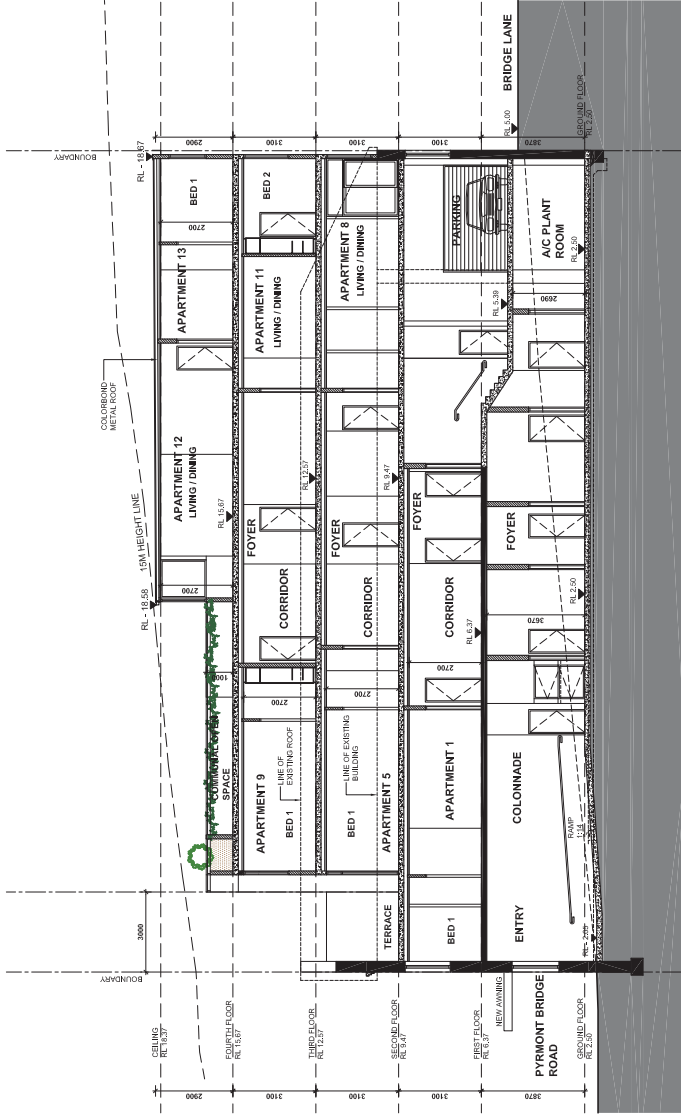 COLORBOND
METAL ROOF
15M HEIGHT LINE
BOUNDARY
BOUNDARY
3000
RL - 18.58
RL - 18.67
CEILING
RL 18.37
2900
COMMUNAL OPEN
SPACE
1000
2700
APARTMENT 12
LIVING / DINING
RL 15.67
APARTMENT 13
2700
BED 1
2900
FOURTH FLOOR
RL 15.67
3100
APARTMENT 9
BED 1
LINE OF
EXISTING ROOF
2700
CORRIDOR
FOYER
RL 12.57
APARTMENT 11
LIVING / DINING
BED 2
3100
THIRD FLOOR
RL 12.57
3100
TERRACE
BED 1
APARTMENT 5
LINE OF EXISTING
BUILDING
2700
CORRIDOR
FOYER
RL 9.47
APARTMENT 8
LIVING / DINING
3100
SECOND FLOOR
RL 9.47
3100
BED 1
APARTMENT 1
2700
CORRIDOR
RL 6.37
FOYER
RL 5.39
PARKING
3100
FIRST FLOOR
RL 6.37
NEW AWNING
3870
PYRMONT BRIDGE
ROAD
ENTRY
COLONNADE
RAMP
1:14
3670
RL 2.50
FOYER
2690
A/C PLANT
ROOM
RL 2.50
3870
RL 5.00
BRIDGE LANE
GROUND FLOOR
RL 2.50
GROUND FLOOR
RL 2.50